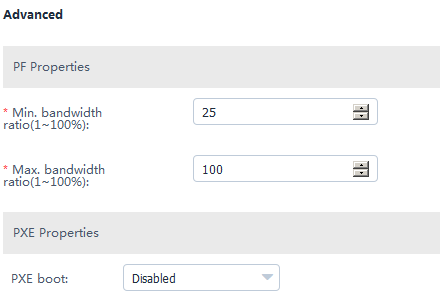 Advanced
PF Properties
* Min. bandwidth
ratio(1~100%):
25
* Max. bandwidth
ratio(1~100%):
100
PXE Properties
PXE boot:
Disabled